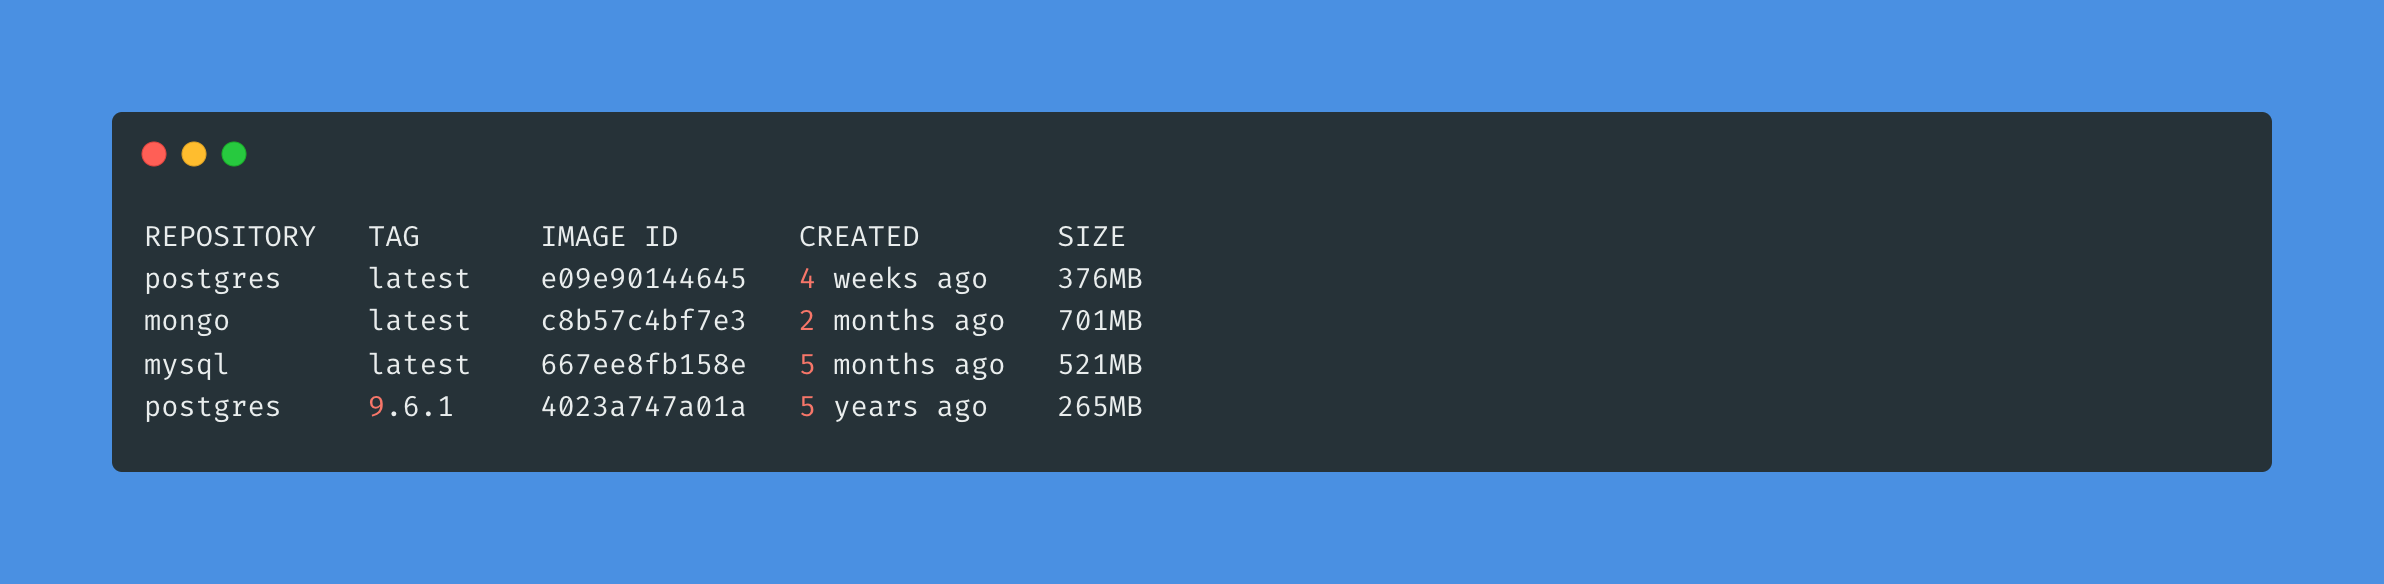 REPOSITORY   TAG       IMAGE ID       CREATED        SIZE
postgres     latest    e09e90144645   4 weeks ago    376MB
mongo        latest    c8b57c4bf7e3   2 months ago   701MB
mysql        latest    667ee8fb158e   5 months ago   521MB
postgres     9.6.1     4023a747a01a   5 years ago    265MB